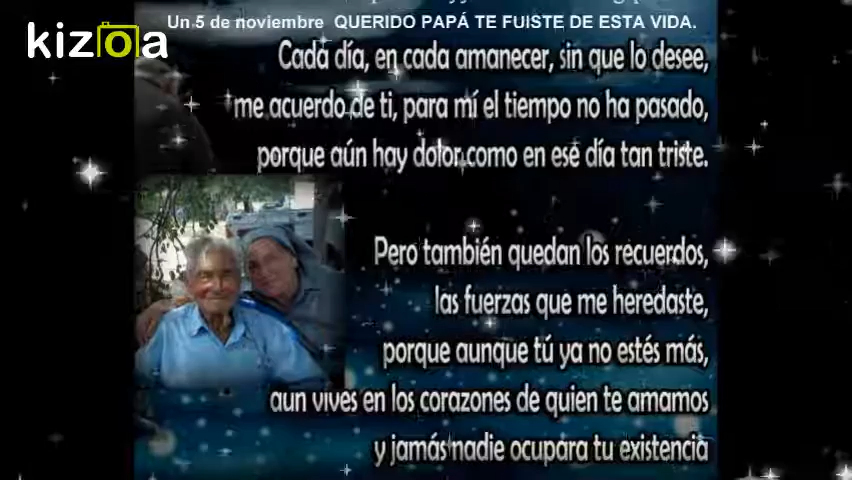 kizoa
Un 5 de noviembre QUERIDO PAPÁ TE FUISTE DE ESTA VIDA.
Cada día, en cada amanecer, sin que lo desee,
me acuerdo de ti, para mí el tiempo no ha pasado,
porque aún hay dolor como en ese día tan triste.
Pero también quedan los recuerdos,
las fuerzas que me heredaste,
porque aunque tú ya no estés más,
aun vives en los corazones de quien te amamos
y jamás nadie ocupara tu existencia